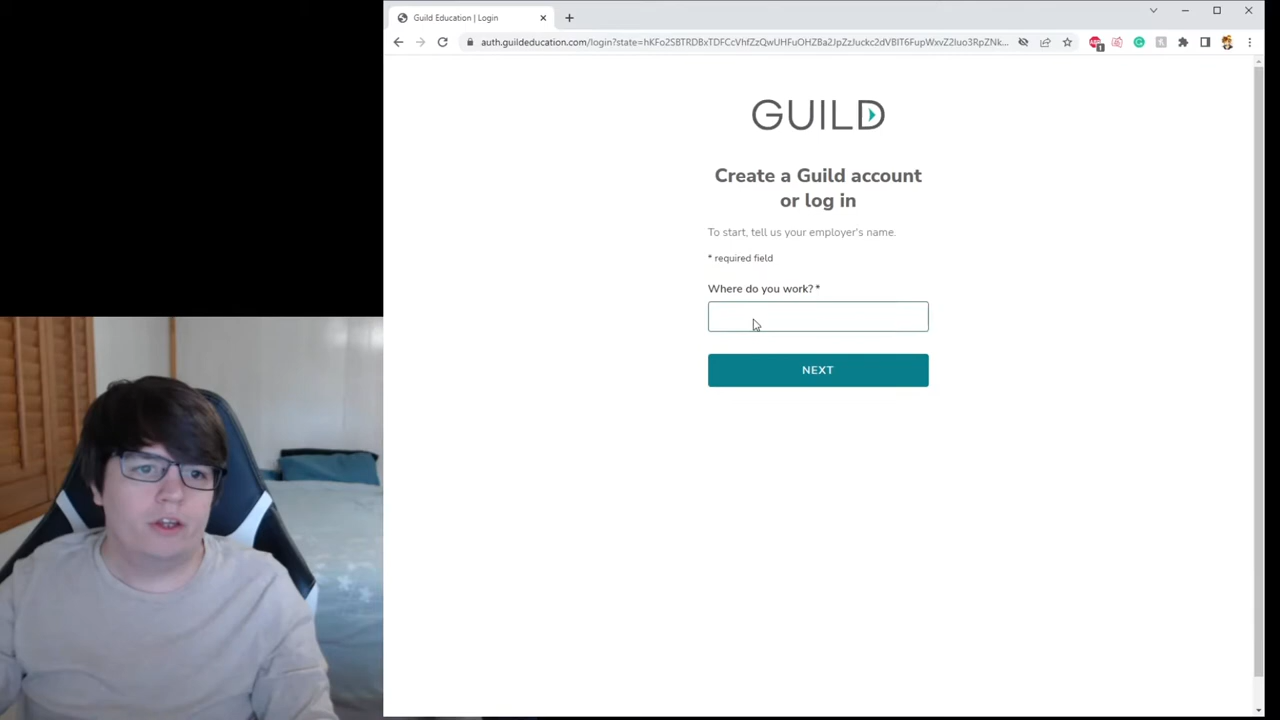 Guild Education | Login
auth.guildeducation.com/login?state=hKFo2SBTRDBxTDFCcVhfZzQwUHFuOHZBa2JpZzJuckc2dVBlT6FupWxvZ2luo3RpZNk...
GUILD
Create a Guild account
or log in
To start, tell us your employer's name.
* required field
Where do you work? *
NEXT